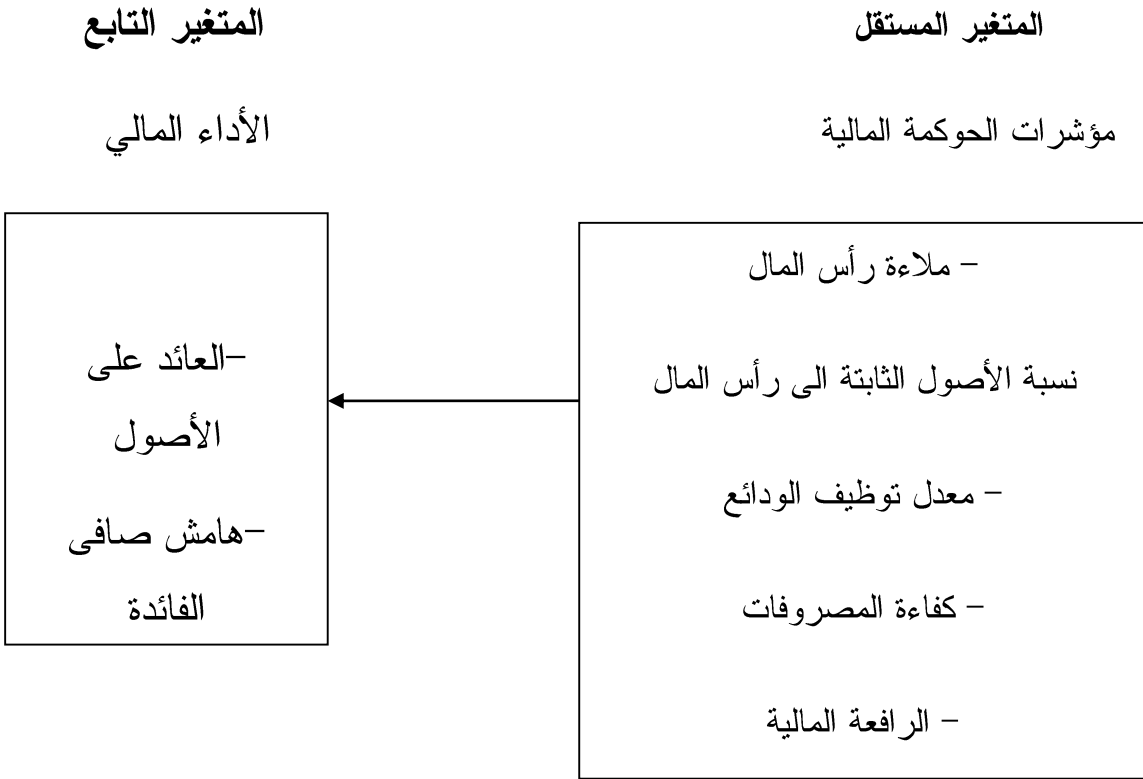 المتغير المستقل
مؤشرات الحوكمة المالية
– ملاءة رأس المال
نسبة الأصول الثابتة الى رأس المال
– معدل توظيف الودائع
– كفاءة المصروفات
– الرافعة المالية
المتغير التابع
الأداء المالي
–العائد على
الأصول
–هامش صافى
الفائدة